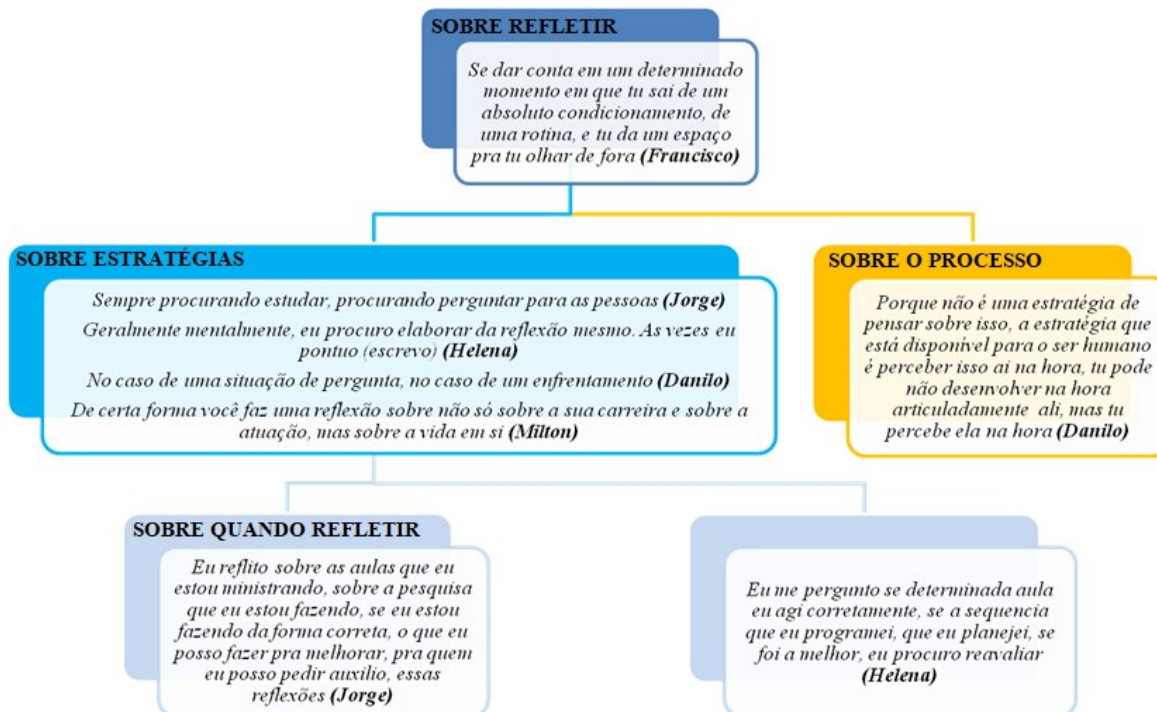 SOBRE REFLETIR
Se dar conta em um determinado
momento em que tu sai de um
absoluto condicionamento, de
uma rotina, e tu da um espaço
pra tu olhar de fora (Francisco)
SOBRE ESTRATÉGIAS
Sempre procurando estudar, procurando perguntar para as pessoas (Jorge)
Geralmente mentalmente, eu procuro elaborar da reflexão mesmo. As vezes eu
pontuo (escrevo) (Helena)
No caso de uma situação de pergunta, no caso de um enfrentamento (Danilo)
De certa forma você faz uma reflexão sobre não só sobre a sua carreira e sobre a
atuação, mas sobre a vida em si (Milton)
SOBRE O PROCESSO
Porque não é uma estratégia de
pensar sobre isso, a estratégia que
está disponível para o ser humano
é perceber isso ai na hora, tu pode
não desenvolver na hora
articuladamente ali, mas tu
percebe ela na hora (Danilo)
SOBRE QUANDO REFLETIR
Eu reflito sobre as aulas que eu
estou ministrando, sobre a pesquisa
que eu estou fazendo, se eu estou
fazendo da forma correta, o que eu
posso fazer pra melhorar, pra quem
eu posso pedir auxilio, essas
reflexões (Jorge)
Eu me pergunto se determinada aula
eu agi corretamente, se a sequencia
que eu programei, que eu planejei, se
foi a melhor, eu procuro reavaliar
(Helena)